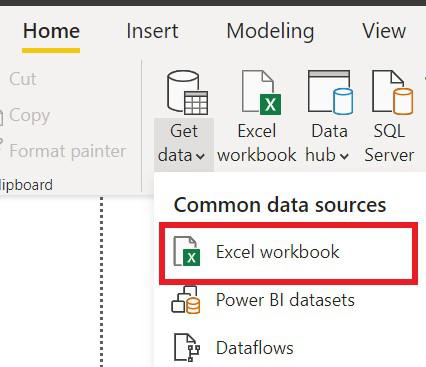 Home Insert Modeling View
Cut
Copy
Format painter
lipboard
Get data
Excel workbook
Data hub
SQL Server
Common data sources
Excel workbook
Power BI datasets
Dataflows